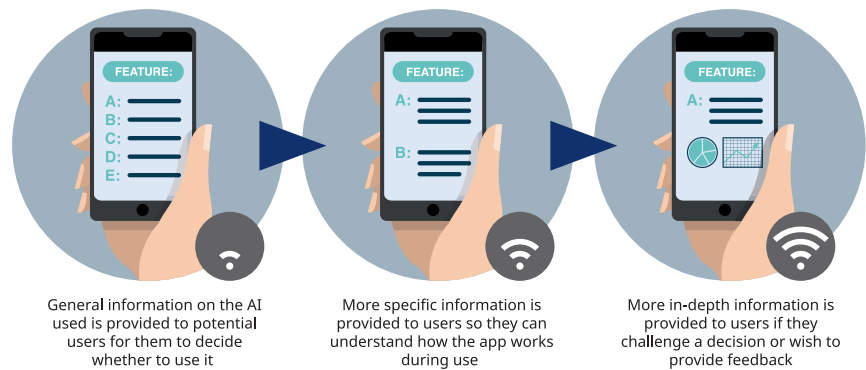 FEATURE:
A:
B:
C:
D:
E:
General information on the AI
used is provided to potential
users for them to decide
whether to use it
FEATURE:
A:
B:
More specific information is
provided to users so they can
understand how the app works
during use
FEATURE:
A:
More in-depth information is
provided to users if they
challenge a decision or wish to
provide feedback